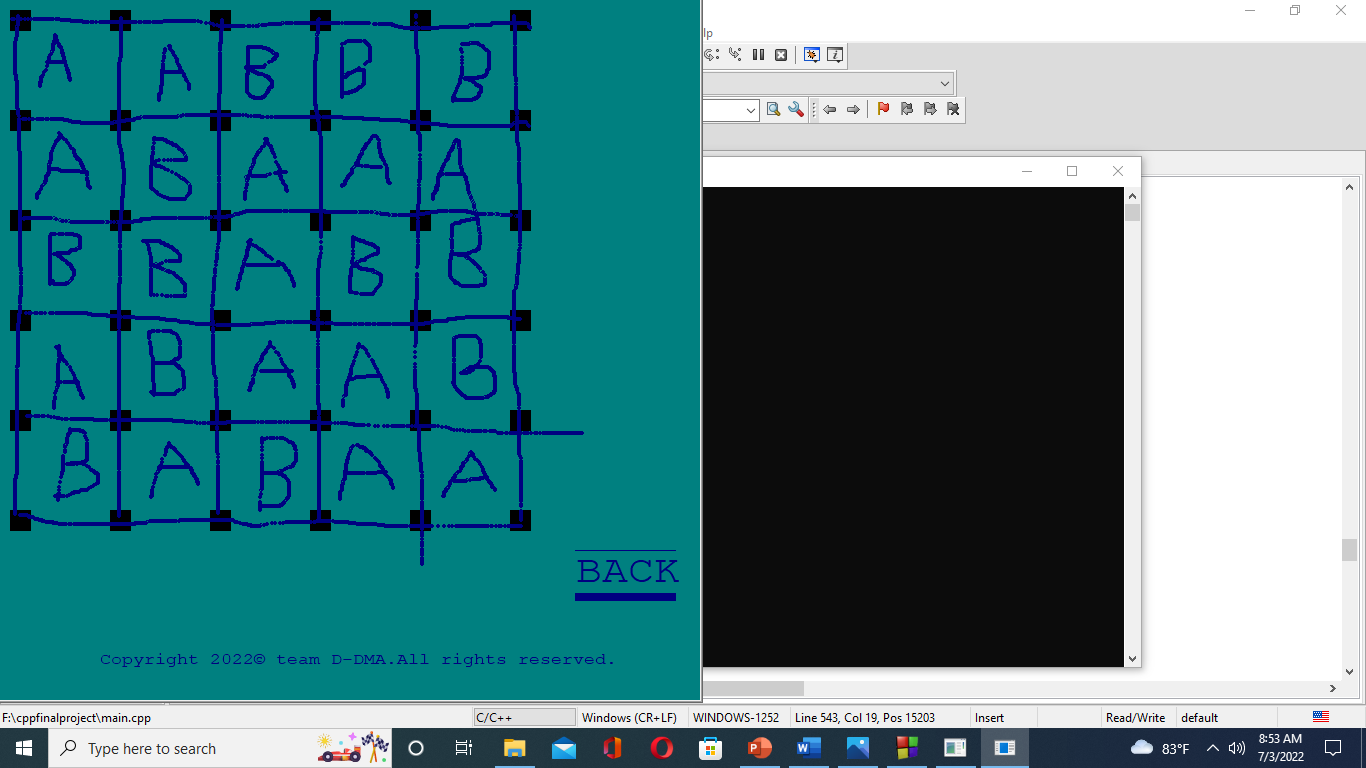 A A B B B
lp
A B A A A
B B A B B
A B A A B
B A B A A
BACK
Copyright 2022© team D-DMA.All rights reserved.
F:\cppfinalproject\main.cpp C/C++ Windows (CR+LF) WINDOWS-1252 Line 543, Col 19, Pos 15203 Insert Read/Write default
Type here to search 83°F 8:53 AM
7/3/2022